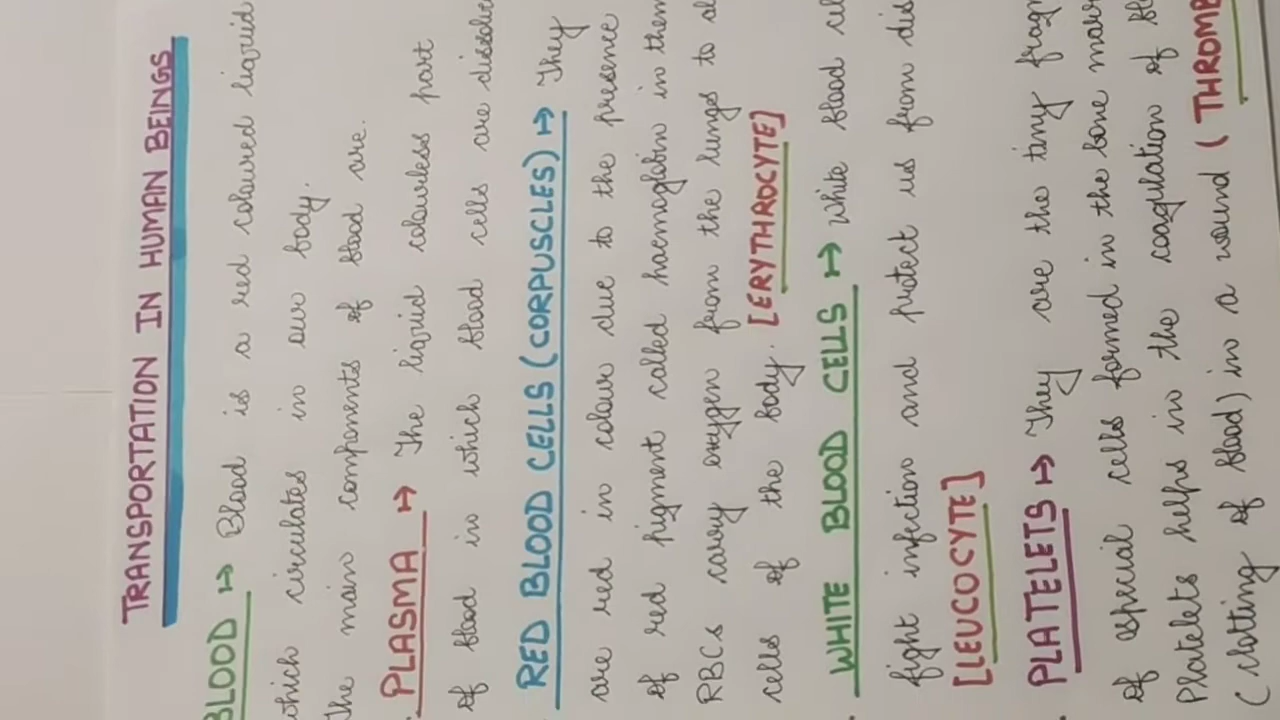 TRANSPORTATION IN HUMAN BEINGS
BLOOD ↦ Blood is a red coloured liquid
which circulates in our body.
The main components of blood are.
PLASMA ↦ The liquid colourless part
of blood in which blood cells are
RED BLOOD CELLS (CORPUSCLES) ↦ They
are red in colour due to the presence
of red pigment called haemoglobin in them
RBCs carry oxygen from the lungs to
cells of the body. [ERYTHROCYTE]
WHITE BLOOD CELLS ↦ White blood
fight infection and protect us from
[LEUCOCYTE]
PLATELETS ↦ They are the tiny
of especial cells formed in the bone
Platelets helps in the coagulation of
(clotting of blood) in a wound (THROMB